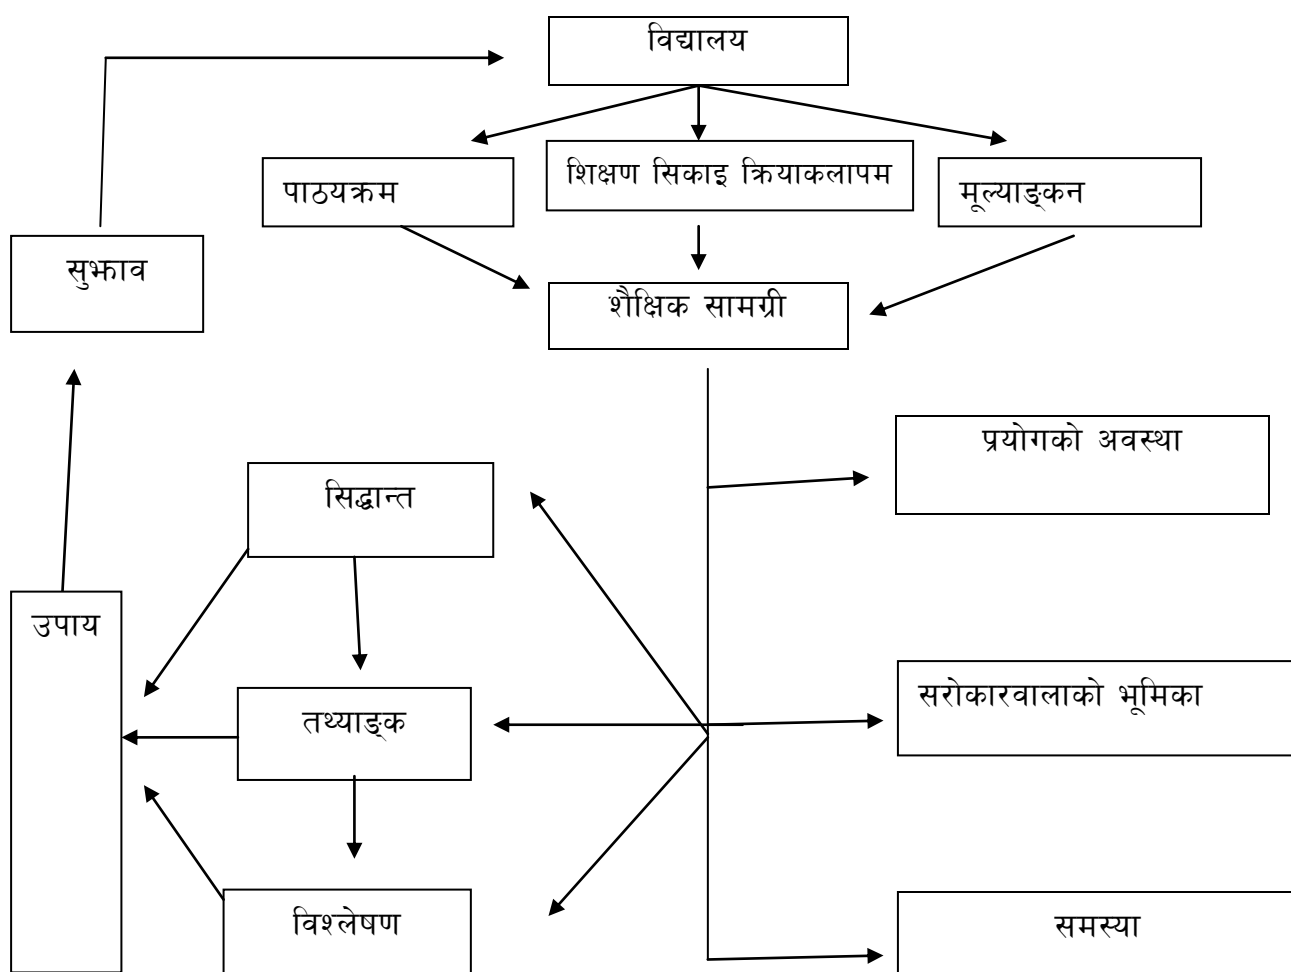 विद्यालय
पाठयक्रम
शिक्षण सिकाइ क्रियाकलापम
मूल्याङ्कन
सुझाव
शैक्षिक सामग्री
प्रयोगको अवस्था
सिद्धान्त
उपाय
तथ्याङ्क
सरोकारवालाको भूमिका
विश्लेषण
समस्या